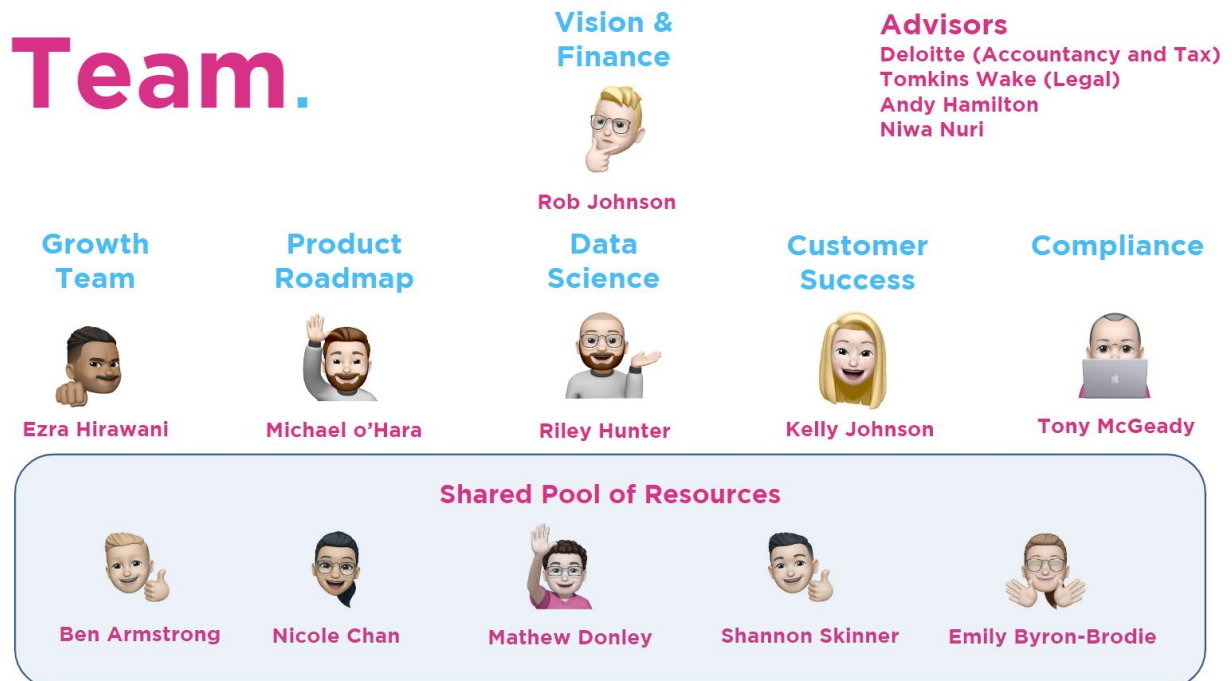 Team.
Vision &
Finance
Rob Johnson
Advisors
Deloitte (Accountancy and Tax)
Tomkins Wake (Legal)
Andy Hamilton
Niwa Nuri
Growth
Team
Ezra Hirawani
Product
Roadmap
Michael o'Hara
Data
Science
Riley Hunter
Customer
Success
Kelly Johnson
Compliance
Tony McGeady
Shared Pool of Resources
Ben Armstrong
Nicole Chan
Mathew Donley
Shannon Skinner
Emily Byron-Brodie